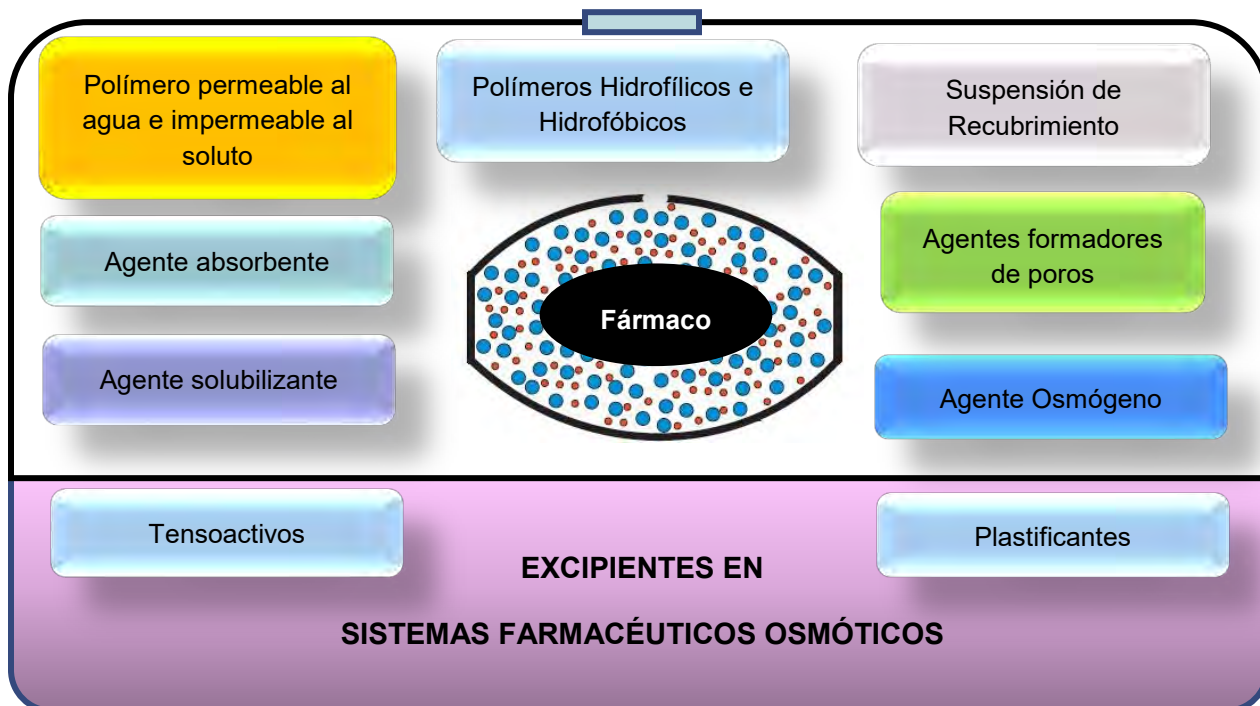 Polímero permeable al
agua e impermeable al
soluto
Polímeros Hidrofílicos e
Hidrofóbicos
Suspensión de
Recubrimiento
Agente absorbente
Agentes formadores
de poros
Fármaco
Agente solubilizante
Agente Osmógeno
Tensoactivos
Plastificantes
EXCIPIENTES EN
SISTEMAS FARMACÉUTICOS OSMÓTICOS